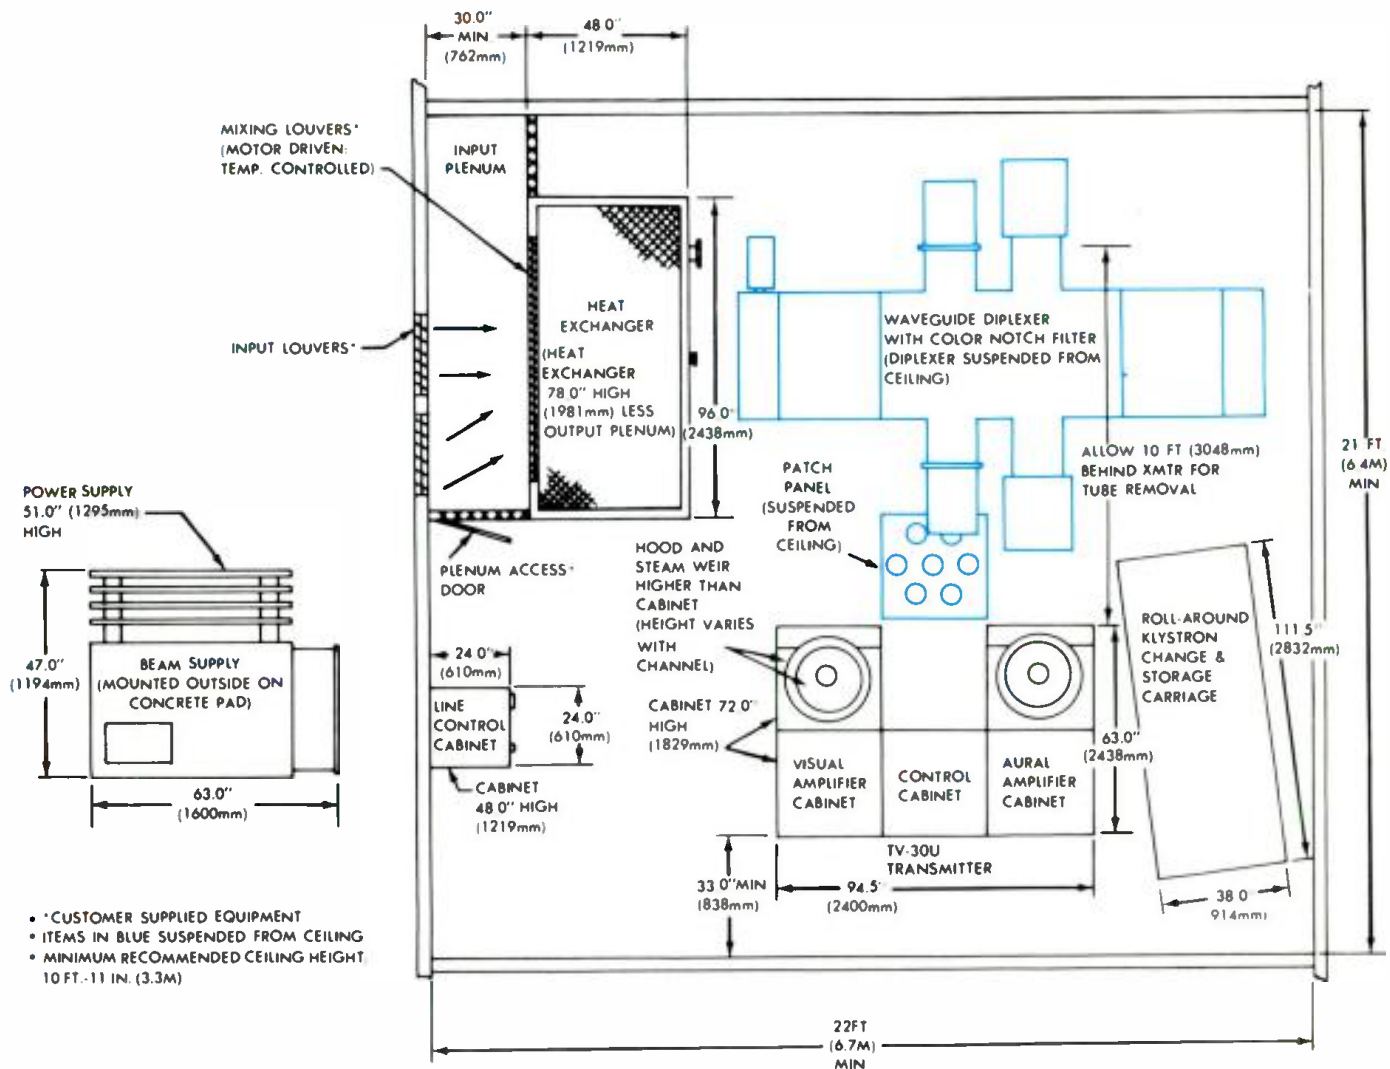 30.0"
MIN
(762mm)
48 0"
(1219mm)
MIXING LOUVERS*
(MOTOR DRIVEN:
TEMP. CONTROLLED)
INPUT
PLENUM
INPUT LOUVERS*
HEAT
EXCHANGER
(HEAT
EXCHANGER
78.0" HIGH
(1981mm) LESS
OUTPUT PLENUM)
96 0"
(2438mm)
WAVEGUIDE DIPLEXER
WITH COLOR NOTCH FILTER
(DIPLEXER SUSPENDED FROM
CEILING)
ALLOW 10 FT (3048mm)
BEHIND XMTR FOR
TUBE REMOVAL
21 FT
(6 4M)
MIN
PATCH
PANEL
(SUSPENDED
FROM
CEILING)
POWER SUPPLY
51.0" (1295mm)
HIGH
PLENUM ACCESS*
DOOR
HOOD AND
STEAM WEIR
HIGHER THAN
CABINET
(HEIGHT VARIES
WITH
CHANNEL)
47.0"
(1194mm)
BEAM SUPPLY
(MOUNTED OUTSIDE ON
CONCRETE PAD)
63.0"
(1600mm)
24.0"
(610mm)
LINE
CONTROL
CABINET
24.0"
(610mm)
CABINET
48 0" HIGH
(1219mm)
CABINET 72 0"
HIGH
(1829mm)
VISUAL
AMPLIFIER
CABINET
CONTROL
CABINET
AURAL
AMPLIFIER
CABINET
63.0"
(2438mm)
ROLL-AROUND
KLYSTRON
CHANGE &
STORAGE
CARRIAGE
111 5"
(2832mm)
38 0
914mm)
TV-30U
TRANSMITTER
33 0"MIN
(838mm)
94.5"
(2400mm)
• *CUSTOMER SUPPLIED EQUIPMENT
• ITEMS IN BLUE SUSPENDED FROM CEILING
• MINIMUM RECOMMENDED CEILING HEIGHT
10 FT.-11 IN. (3.3M)
22FT
(6.7M)
MIN